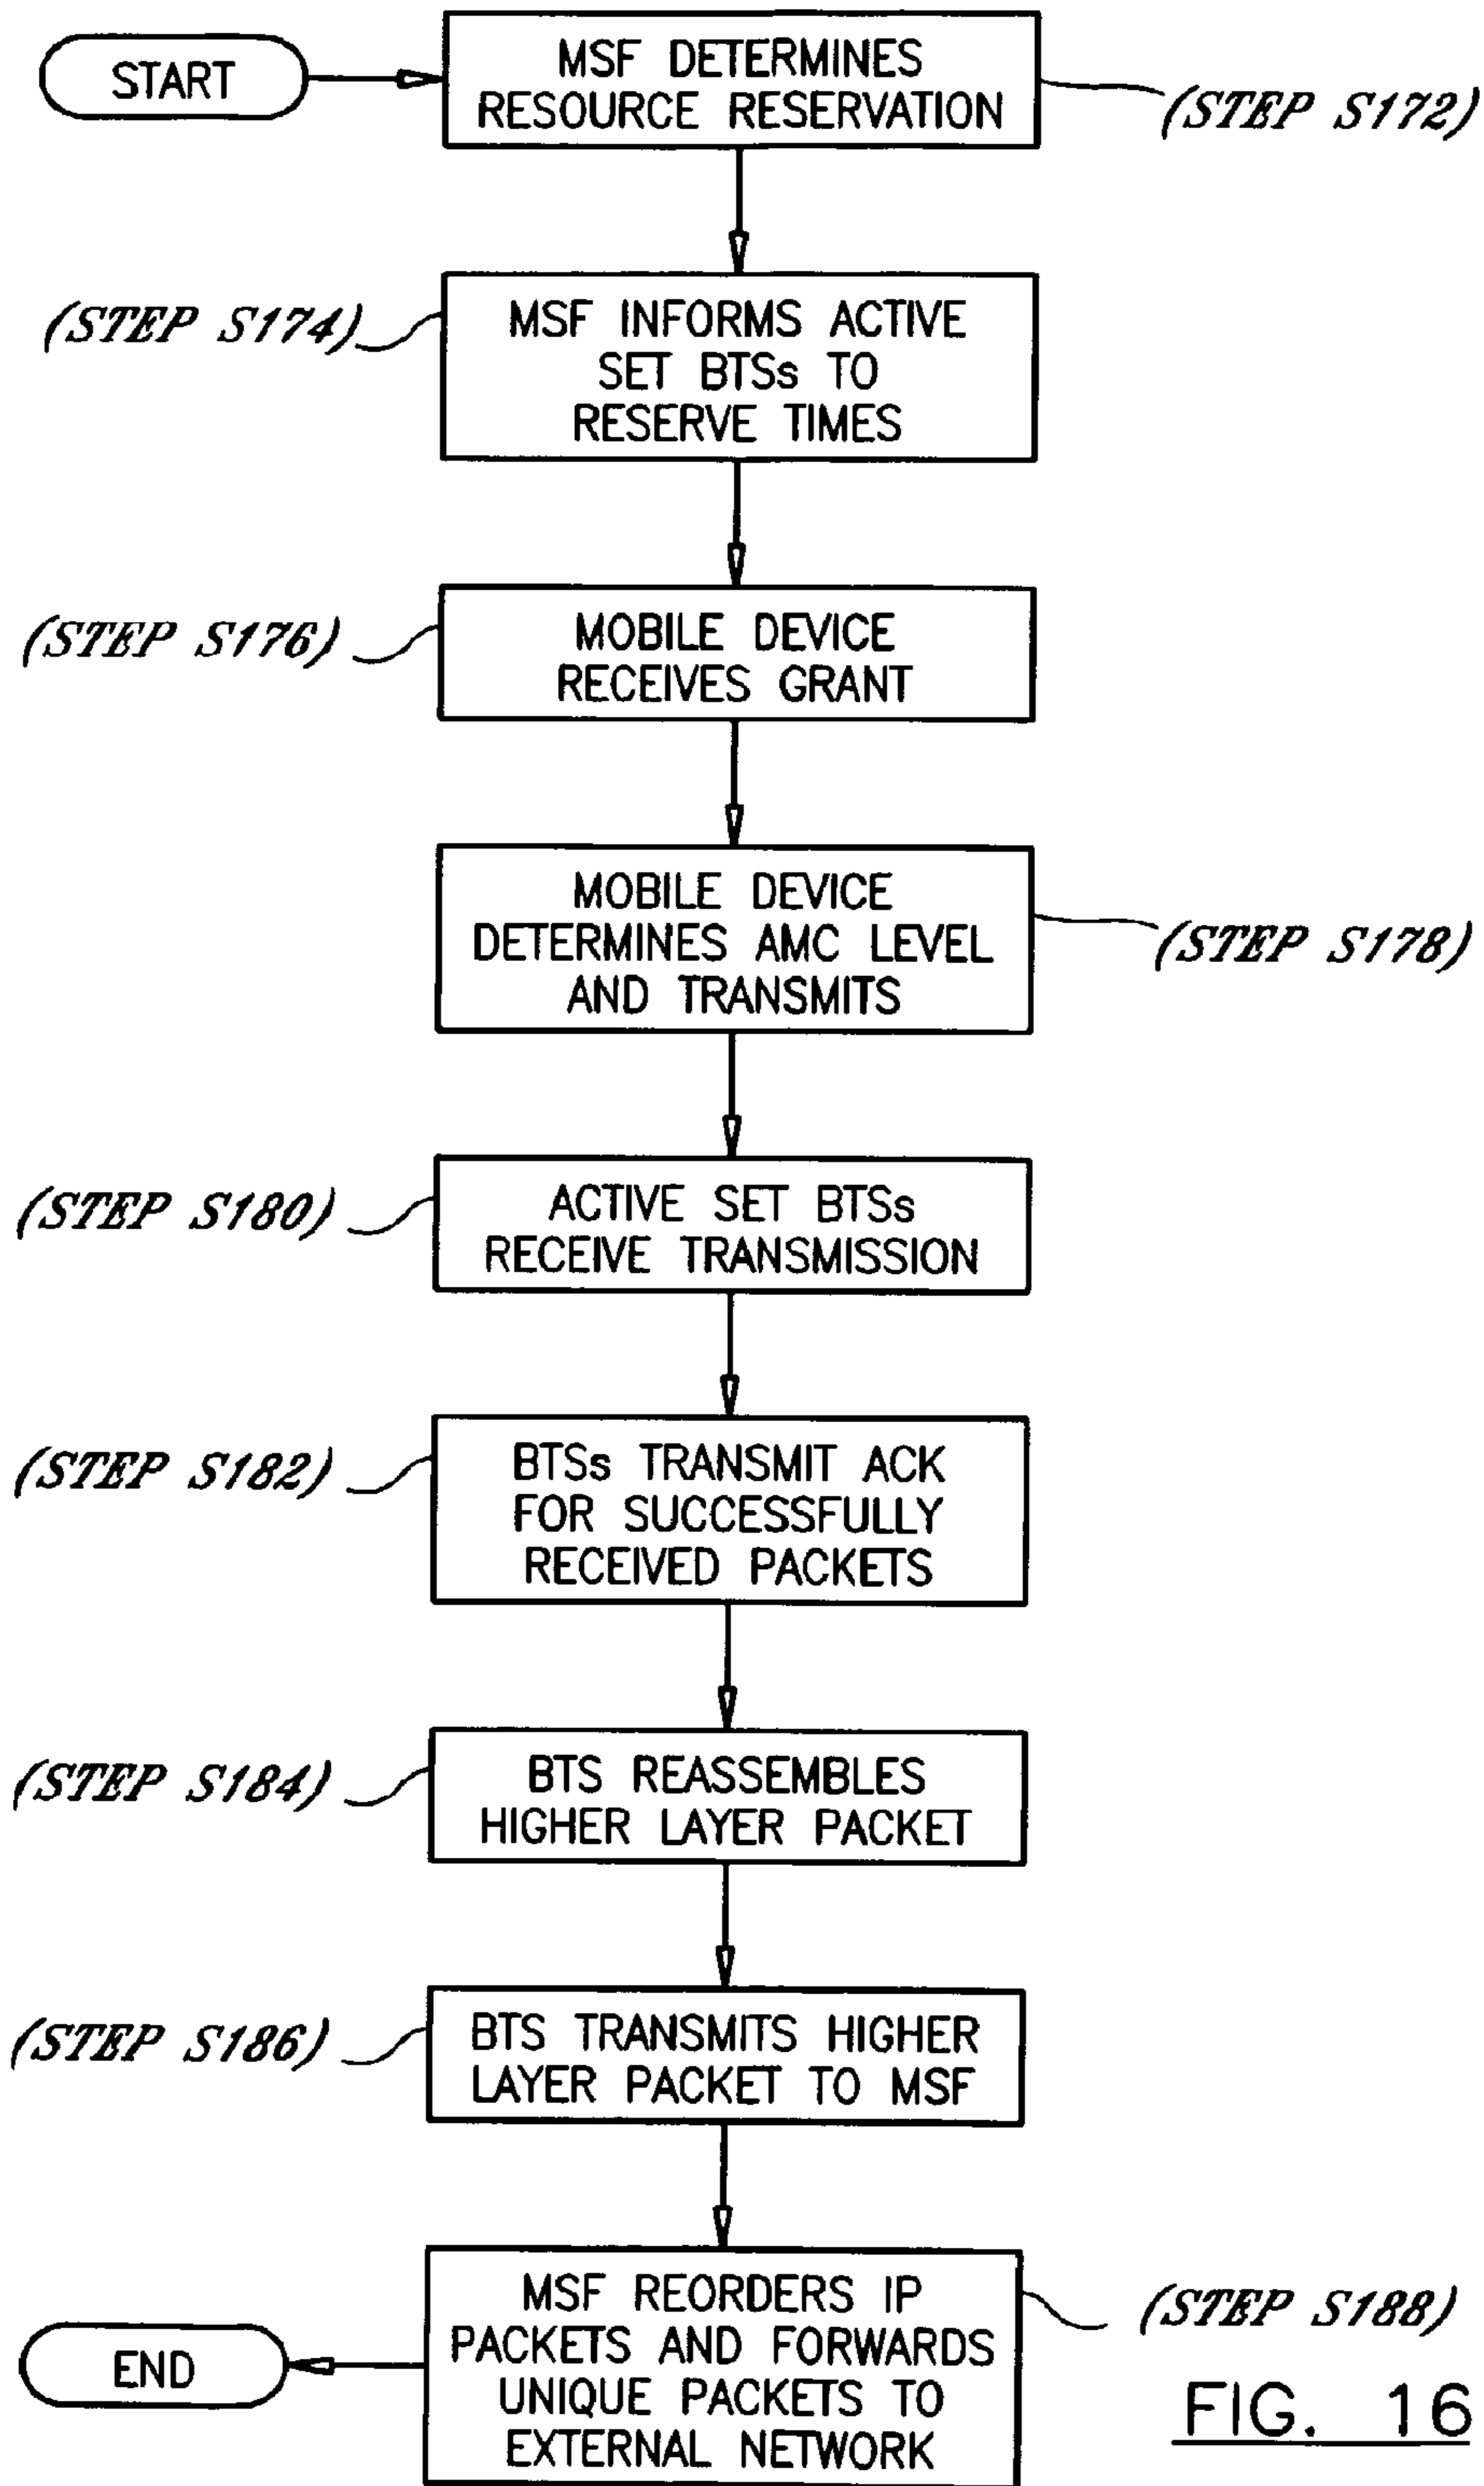 START
MSF DETERMINES
RESOURCE RESERVATION
(STEP S172)
(STEP S174)
MSF INFORMS ACTIVE
SET BTSs TO
RESERVE TIMES
(STEP S176)
MOBILE DEVICE
RECEIVES GRANT
MOBILE DEVICE
DETERMINES AMC LEVEL
AND TRANSMITS
(STEP S178)
(STEP S180)
ACTIVE SET BTSs
RECEIVE TRANSMISSION
(STEP S182)
BTSs TRANSMIT ACK
FOR SUCCESSFULLY
RECEIVED PACKETS
(STEP S184)
BTS REASSEMBLES
HIGHER LAYER PACKET
(STEP S186)
BTS TRANSMITS HIGHER
LAYER PACKET TO MSF
MSF REORDERS IP
PACKETS AND FORWARDS
UNIQUE PACKETS TO
EXTERNAL NETWORK
(STEP S188)
END
FIG. 16